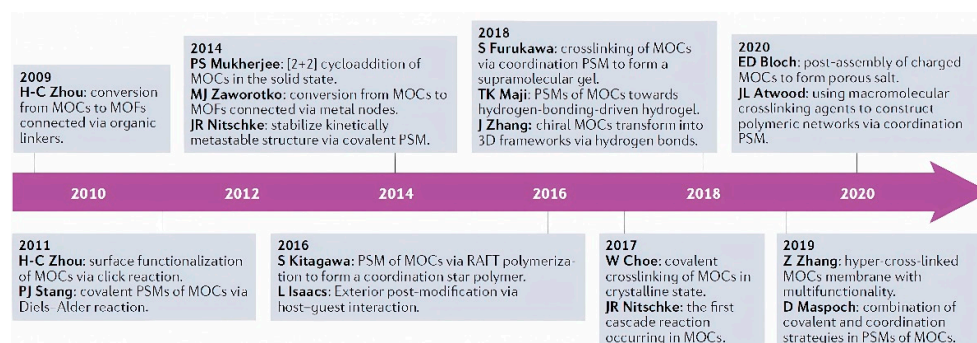 2009
H-C Zhou: conversion
from MOCs to MOFs
connected via organic
linkers.
2014
PS Mukherjee: [2+2] cycloaddition of
MOCs in the solid state.
MJ Zaworotko: conversion from MOCs to
MOFs connected via metal nodes.
JR Nitschke: stabilize kinetically
metastable structure via covalent PSM.
2018
S Furukawa: crosslinking of MOCs
via coordination PSM to form a
supramolecular gel.
TK Maji: PSMs of MOCs towards
hydrogen-bonding-driven hydrogel.
J Zhang: chiral MOCs transform into
3D frameworks via hydrogen bonds.
2020
ED Bloch: post-assembly of charged
MOCs to form porous salt.
JL Atwood: using macromolecular
crosslinking agents to construct
polymeric networks via coordination
PSM.
2010 2012 2014 2016 2018 2020
2011
H-C Zhou: surface functionalization
of MOCs via click reaction.
PJ Stang: covalent PSMs of MOCs via
Diels–Alder reaction.
2016
S Kitagawa: PSM of MOCs via RAFT polymeriza-
tion to form a coordination star polymer.
L Isaacs: Exterior post-modification via
host–guest interaction.
2017
W Choe: covalent
crosslinking of MOCs in
crystalline state.
JR Nitschke: the first
cascade reaction
occurring in MOCs.
2019
Z Zhang: hyper-cross-linked
MOCs membrane with
multifunctionality.
D Maspoch: combination of
covalent and coordination
strategies in PSMs of MOCs.